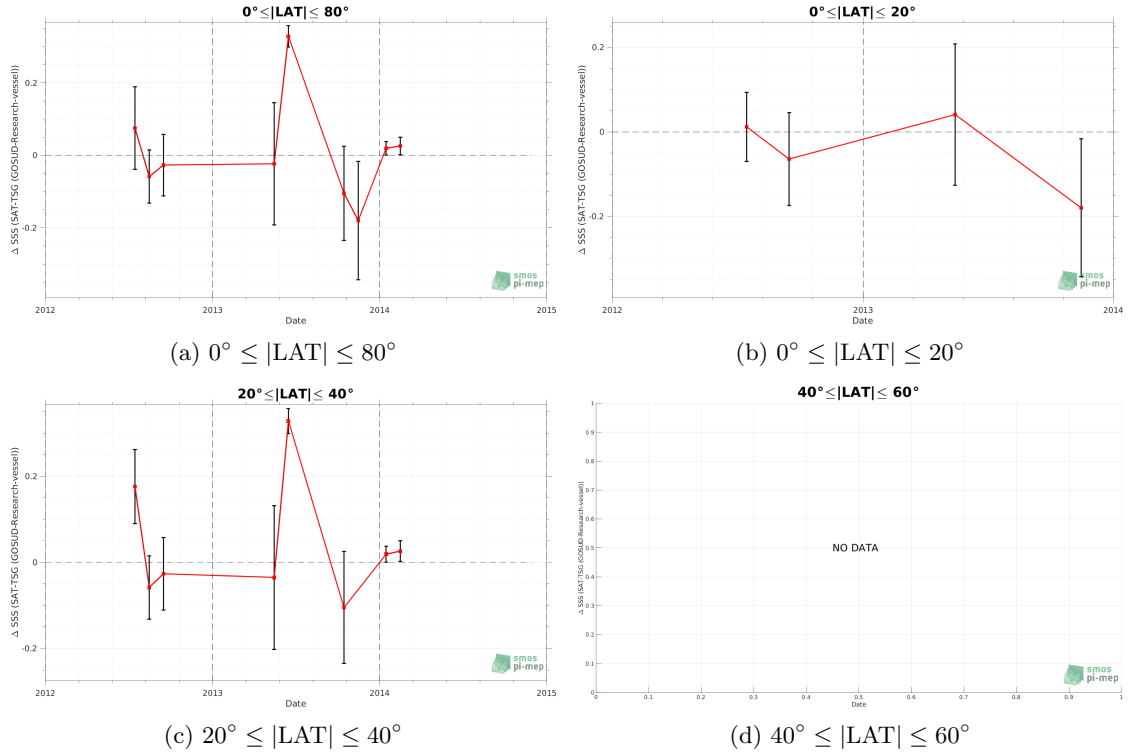 0°≤|LAT|≤ 80°
Δ SSS (SAT-TSG (GOSUD-Research-vessel))
0.2
0
-0.2
2012
2013
2014
2015
Date
smos
pi-mep
(a) 0° ≤ |LAT| ≤ 80°
0°≤|LAT|≤ 20°
Δ SSS (SAT-TSG (GOSUD-Research-vessel))
0.2
0
-0.2
2012
2013
2014
Date
smos
pi-mep
(b) 0° ≤ |LAT| ≤ 20°
20°≤|LAT|≤ 40°
Δ SSS (SAT-TSG (GOSUD-Research-vessel))
0.2
0
-0.2
2012
2013
2014
2015
Date
smos
pi-mep
(c) 20° ≤ |LAT| ≤ 40°
40°≤|LAT|≤ 60°
Δ SSS (SAT-TSG (GOSUD-Research-vessel))
1
0.9
0.8
0.7
0.6
0.5
0.4
0.3
0.2
0.1
0
NO DATA
0
0.1
0.2
0.3
0.4
0.5
0.6
0.7
0.8
0.9
1
Date
smos
pi-mep
(d) 40° ≤ |LAT| ≤ 60°